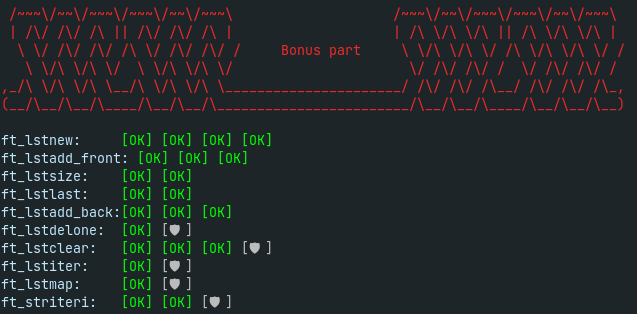 Bonus part
ft_lstnew: [OK] [OK] [OK] [OK]
ft_lstadd_front: [OK] [OK] [OK]
ft_lstsize: [OK] [OK]
ft_lstlast: [OK] [OK]
ft_lstadd_back:[OK] [OK] [OK]
ft_lstdelone: [OK] [🛡]
ft_lstclear: [OK] [OK] [OK] [🛡]
ft_lstiter: [OK] [🛡]
ft_lstmap: [OK] [🛡]
ft_striteri: [OK] [OK] [🛡]